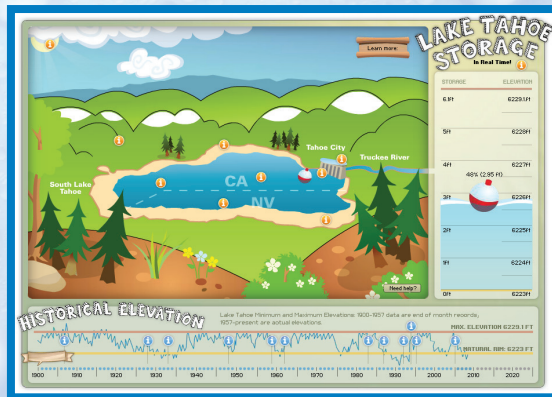 Learn more:
LAKE TAHOE
STORAGE
In Real Time!
STORAGE ELEVATION
6.1ft 6229.1ft
5ft 6228ft
4ft 6227ft
48% (2.95 ft)
3ft 6226ft
2ft 6225ft
1ft 6224ft
0ft 6223ft
Tahoe City
Truckee River
CA
NV
South Lake
Tahoe
Need help?
HISTORICAL ELEVATION
Lake Tahoe Minimum and Maximum Elevations: 1900-1957 data are end of month records;
1957-present are actual elevations.
MAX. ELEVATION 6229.1 FT
NATURAL RIM: 6223 FT
1900 1910 1920 1930 1940 1950 1960 1970 1980 1990 2000 2010 2020